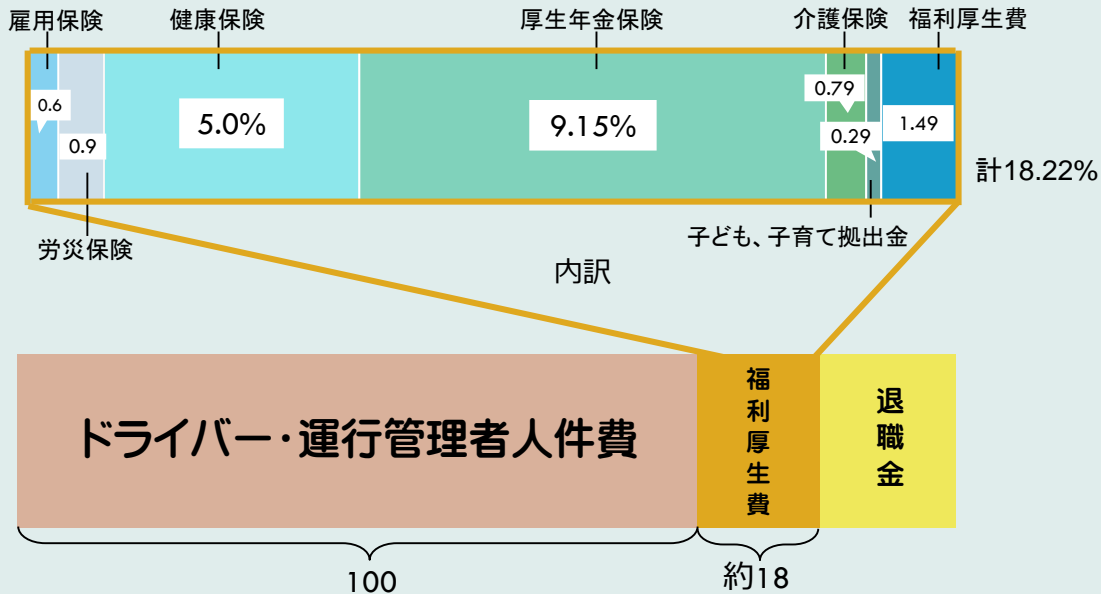 雇用保険
健康保険
厚生年金保険
介護保険
福利厚生費
0.6
0.9
5.0%
9.15%
0.79
0.29
1.49
計18.22%
労災保険
子ども、子育て拠出金
内訳
ドライバー・運行管理者人件費
福利厚生費
退職金
100
約18